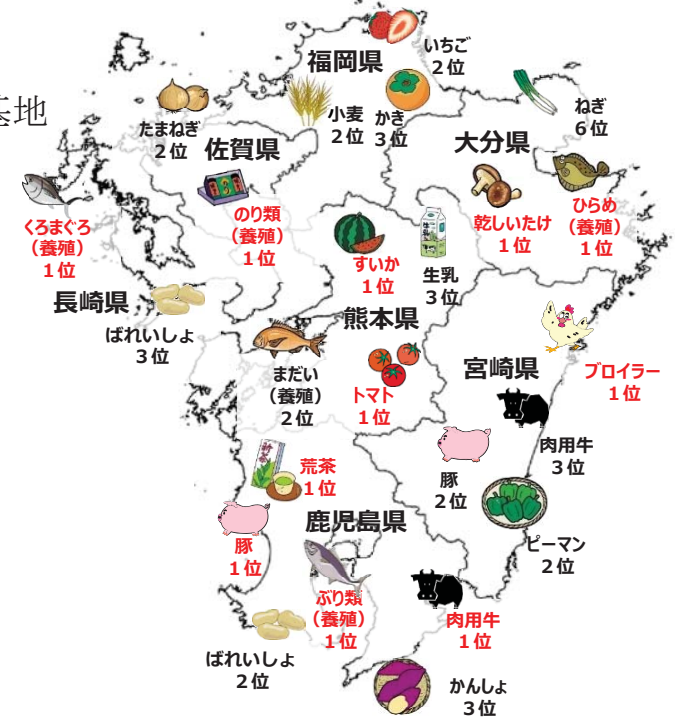 基地
福岡県
いちご
２位
小麦
２位
かき
３位
たまねぎ
２位
佐賀県
のり類
（養殖）
１位
くろまぐろ
（養殖）
１位
長崎県
ばれいしょ
３位
大分県
ねぎ
６位
乾しいたけ
１位
ひらめ
（養殖）
１位
すいか
１位
生乳
３位
生乳
熊本県
まだい
（養殖）
２位
トマト
１位
宮崎県
ブロイラー
１位
肉用牛
３位
豚
２位
ピーマン
２位
荒茶
１位
鹿児島県
豚
１位
ぶり類
（養殖）
１位
肉用牛
１位
ばれいしょ
２位
かんしょ
３位